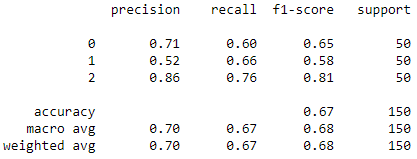 precision recall f1-score support
0 0.71 0.60 0.65 50
1 0.52 0.66 0.58 50
2 0.86 0.76 0.81 50
accuracy 0.67 150
macro avg 0.70 0.67 0.68 150
weighted avg 0.70 0.67 0.68 150